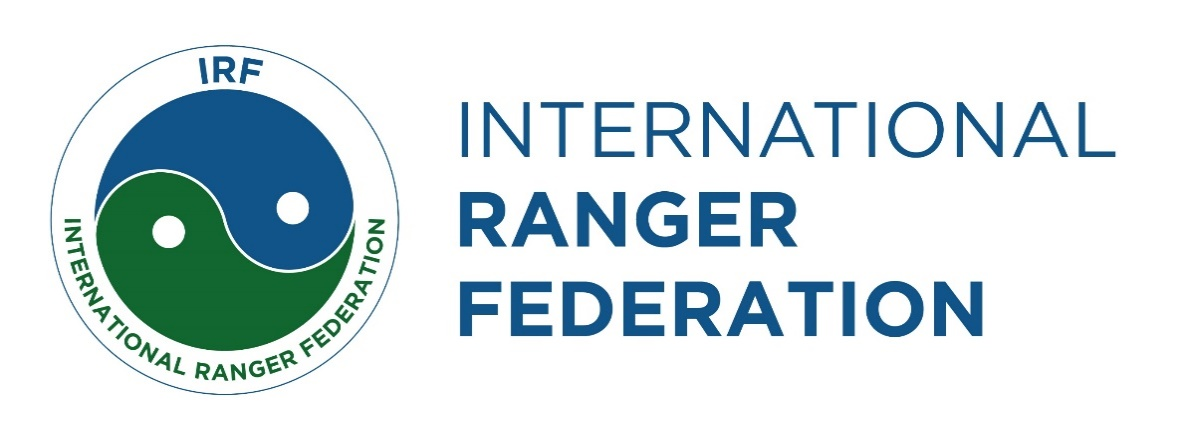 IRF
INTERNATIONAL RANGER FEDERATION
INTERNATIONAL
RANGER
FEDERATION